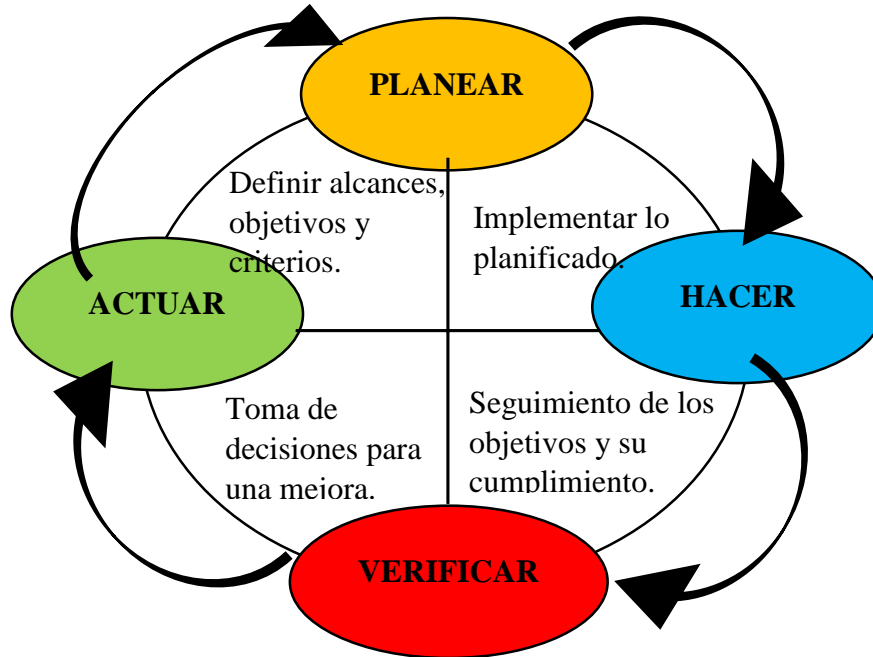 PLANEAR
Definir alcances,
objetivos y
criterios.
Implementar lo
planificado.
ACTUAR
HACER
Toma de
decisiones para
una mejora.
Seguimiento de los
objetivos y su
cumplimiento.
VERIFICAR